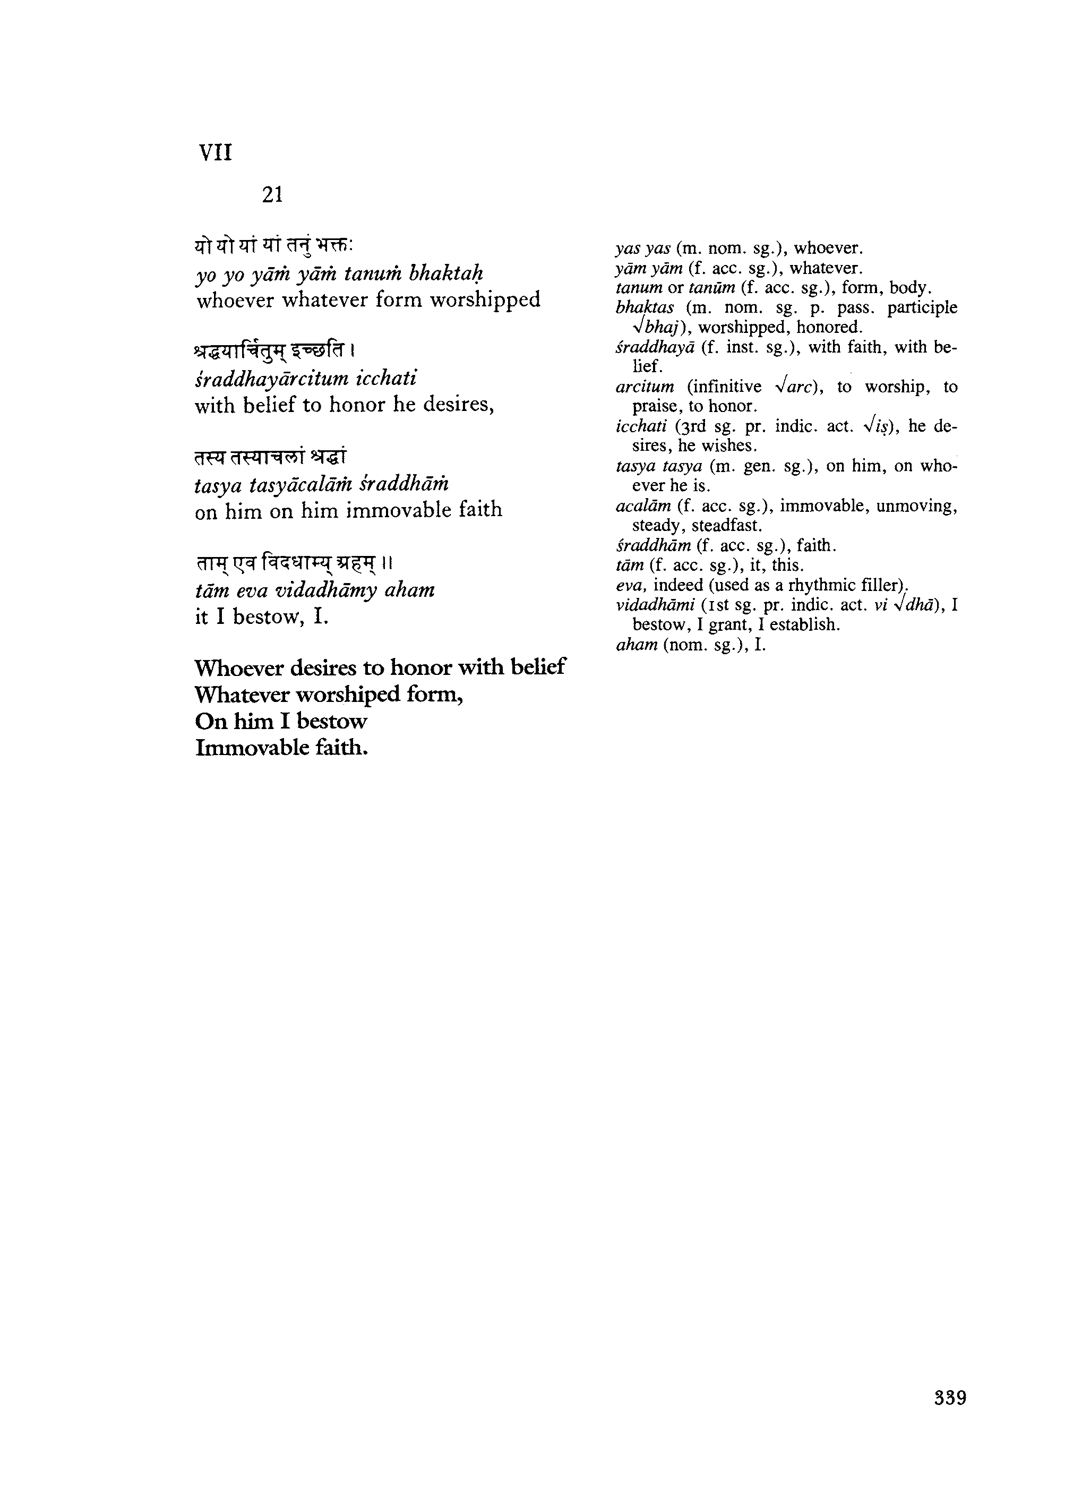 VII
21
यो यो यां यां तनुं भक्तः
yo yo yāṁ yāṁ tanuṁ bhaktaḥ
whoever whatever form worshipped
श्रद्धयार्चितुम् इच्छति ।
śraddhayārcitum icchati
with belief to honor he desires,
तस्य तस्याचलां श्रद्धां
tasya tasyācalāṁ śraddhāṁ
on him on him immovable faith
ताम् एव विदधाम्य् अहम् ॥
tām eva vidadhāmy aham
it I bestow, I.
Whoever desires to honor with belief
Whatever worshiped form,
On him I bestow
Immovable faith.
yas yas (m. nom. sg.), whoever.
yām yām (f. acc. sg.), whatever.
tanum or tanūm (f. acc. sg.), form, body.
bhaktas (m. nom. sg. p. pass. participle
√bhaj), worshipped, honored.
śraddhayā (f. inst. sg.), with faith, with be-
lief.
arcitum (infinitive √arc), to worship, to
praise, to honor.
icchati (3rd sg. pr. indic. act. √iṣ), he de-
sires, he wishes.
tasya tasya (m. gen. sg.), on him, on who-
ever he is.
acalām (f. acc. sg.), immovable, unmoving,
steady, steadfast.
śraddhām (f. acc. sg.), faith.
tām (f. acc. sg.), it, this.
eva, indeed (used as a rhythmic filler).
vidadhāmi (1st sg. pr. indic. act. vi √dhā), I
bestow, I grant, I establish.
aham (nom. sg.), I.
339